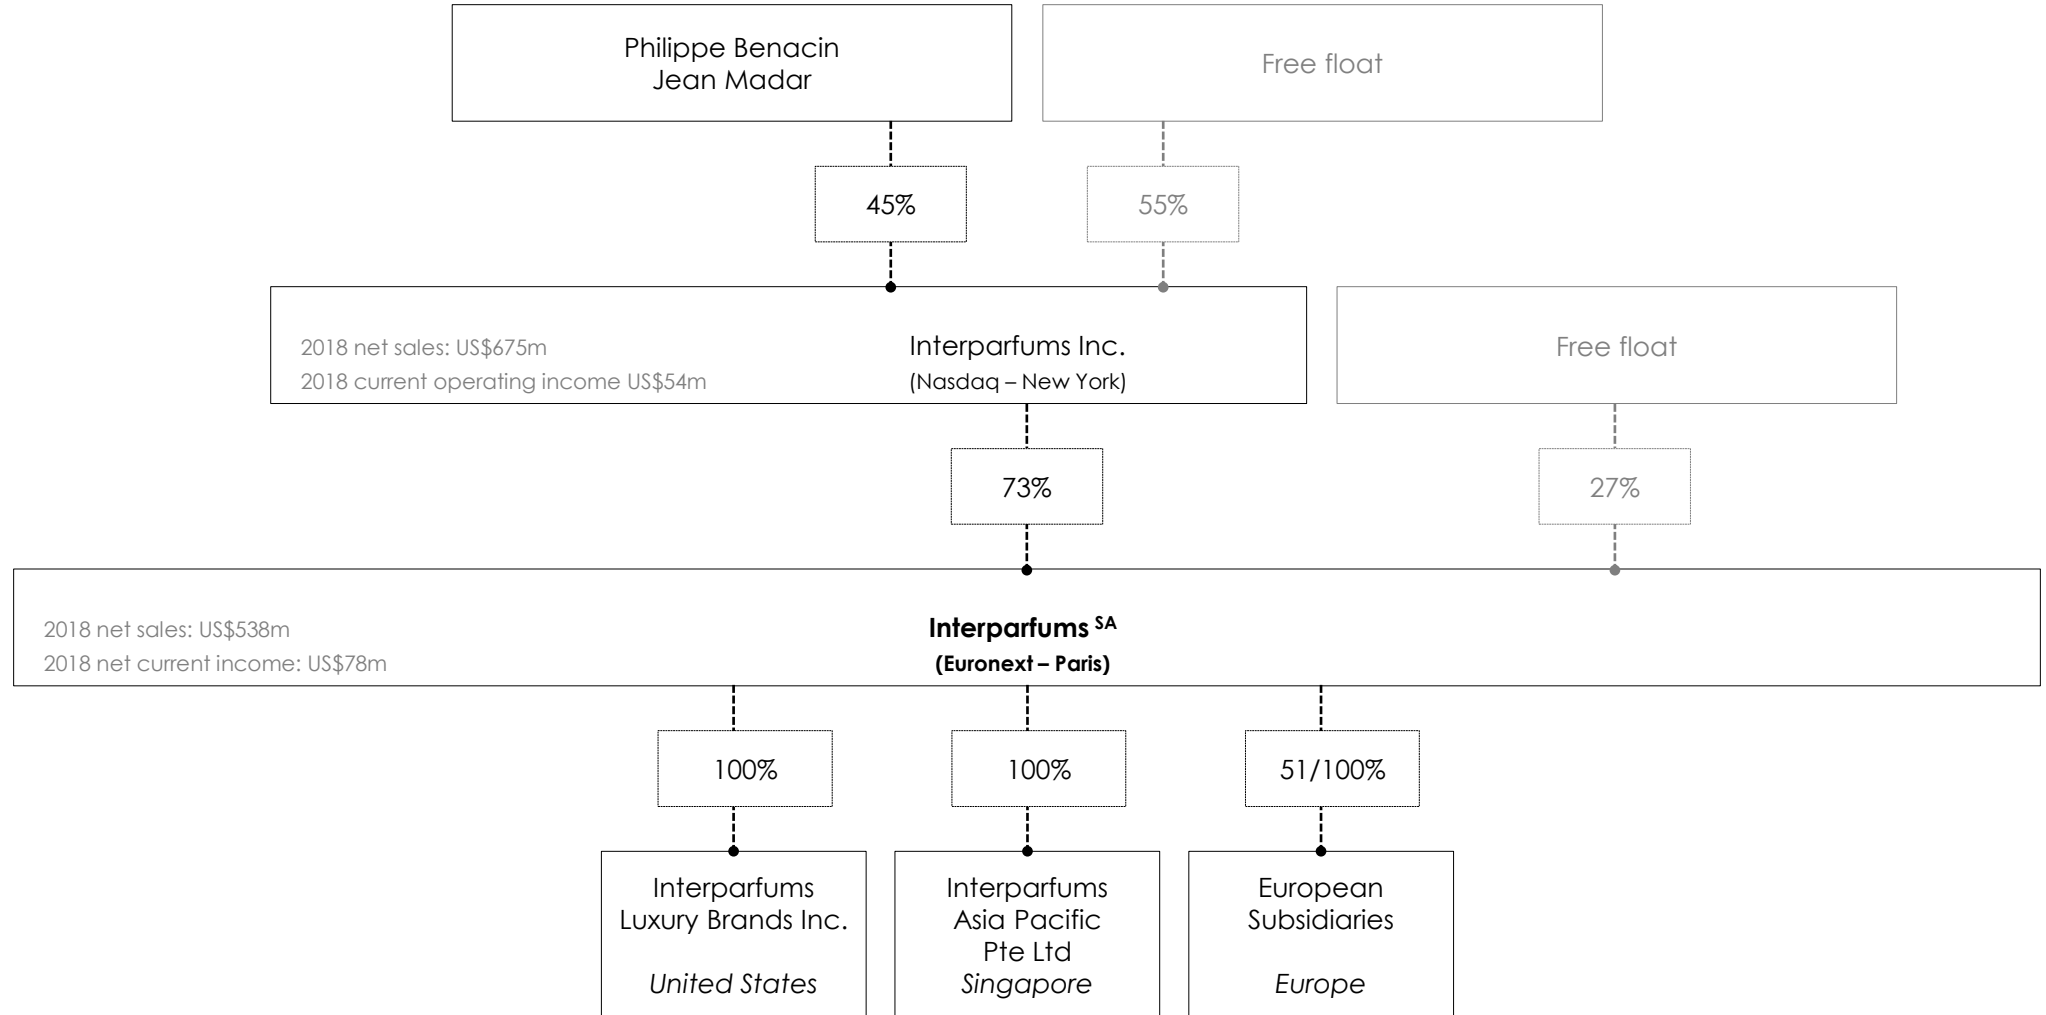 Philippe Benacin
Jean Madar
Free float
45%
55%
2018 net sales: US$675m
2018 current operating income US$54m
Interparfums Inc.
(Nasdaq – New York)
Free float
73%
27%
2018 net sales: US$538m
2018 net current income: US$78m
Interparfums SA
(Euronext – Paris)
100%
100%
51/100%
Interparfums
Luxury Brands Inc.
United States
Interparfums
Asia Pacific
Pte Ltd
Singapore
European
Subsidiaries
Europe